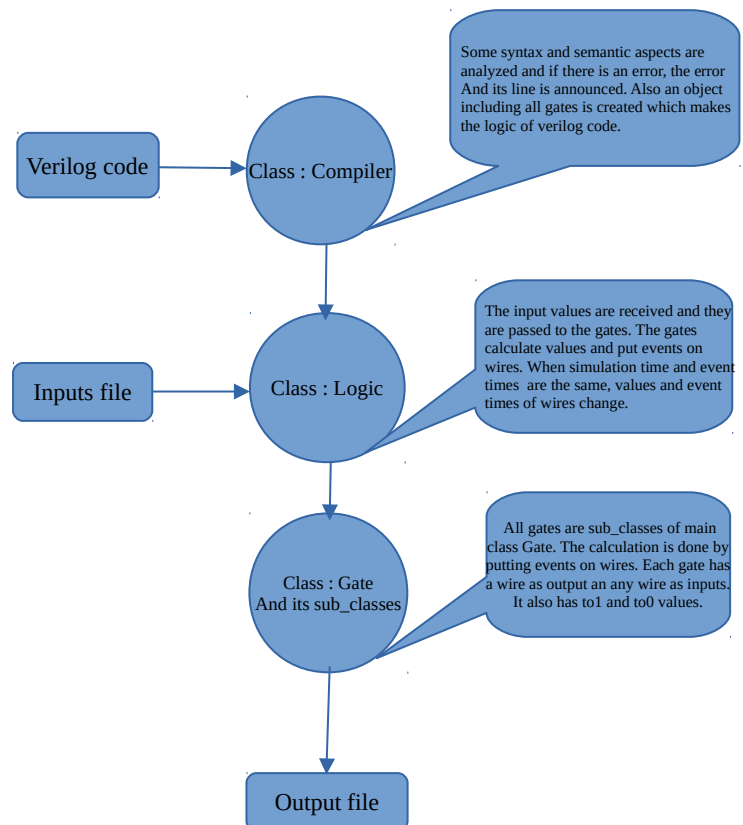 Some syntax and semantic aspects are
analyzed and if there is an error, the error
And its line is announced. Also an object
including all gates is created which makes
the logic of verilog code.
Verilog code
Class : Compiler
The input values are received and they
are passed to the gates. The gates
calculate values and put events on
wires. When simulation time and event
times are the same, values and event
times of wires change.
Inputs file
Class : Logic
All gates are sub_classes of main
class Gate. The calculation is done by
putting events on wires. Each gate has
a wire as output an any wire as inputs.
It also has to1 and to0 values.
Class : Gate
And its sub_classes
Output file